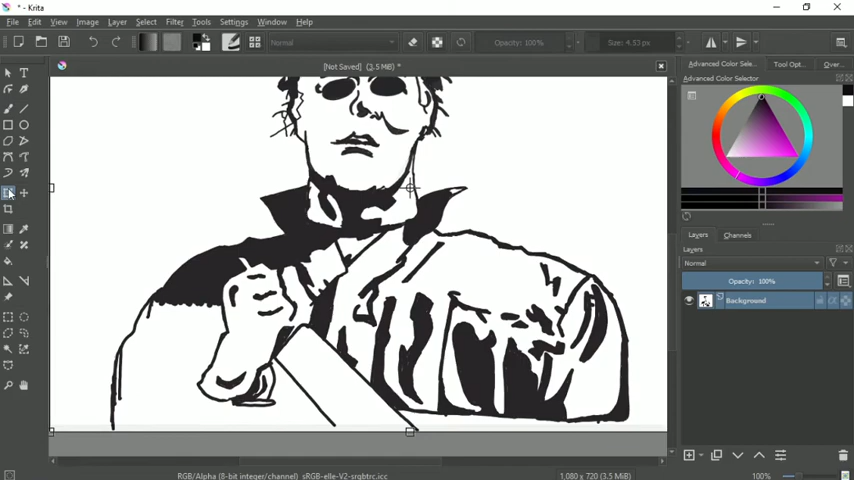 * - Krita
File Edit View Image Layer Select Filter Tools Settings Window Help
Normal Opacity: 100% Size: 4.53 px
[Not Saved] (3.5 MiB) *
Advanced Color Sele... Tool Opt... Over...
Advanced Color Selector
Layers Channels
Layers
Normal
Opacity: 100%
Background
RGB/Alpha (8-bit integer/channel) sRGB-elle-V2-srgbtrc.icc 1,080 x 720 (3.5 MiB) 100%